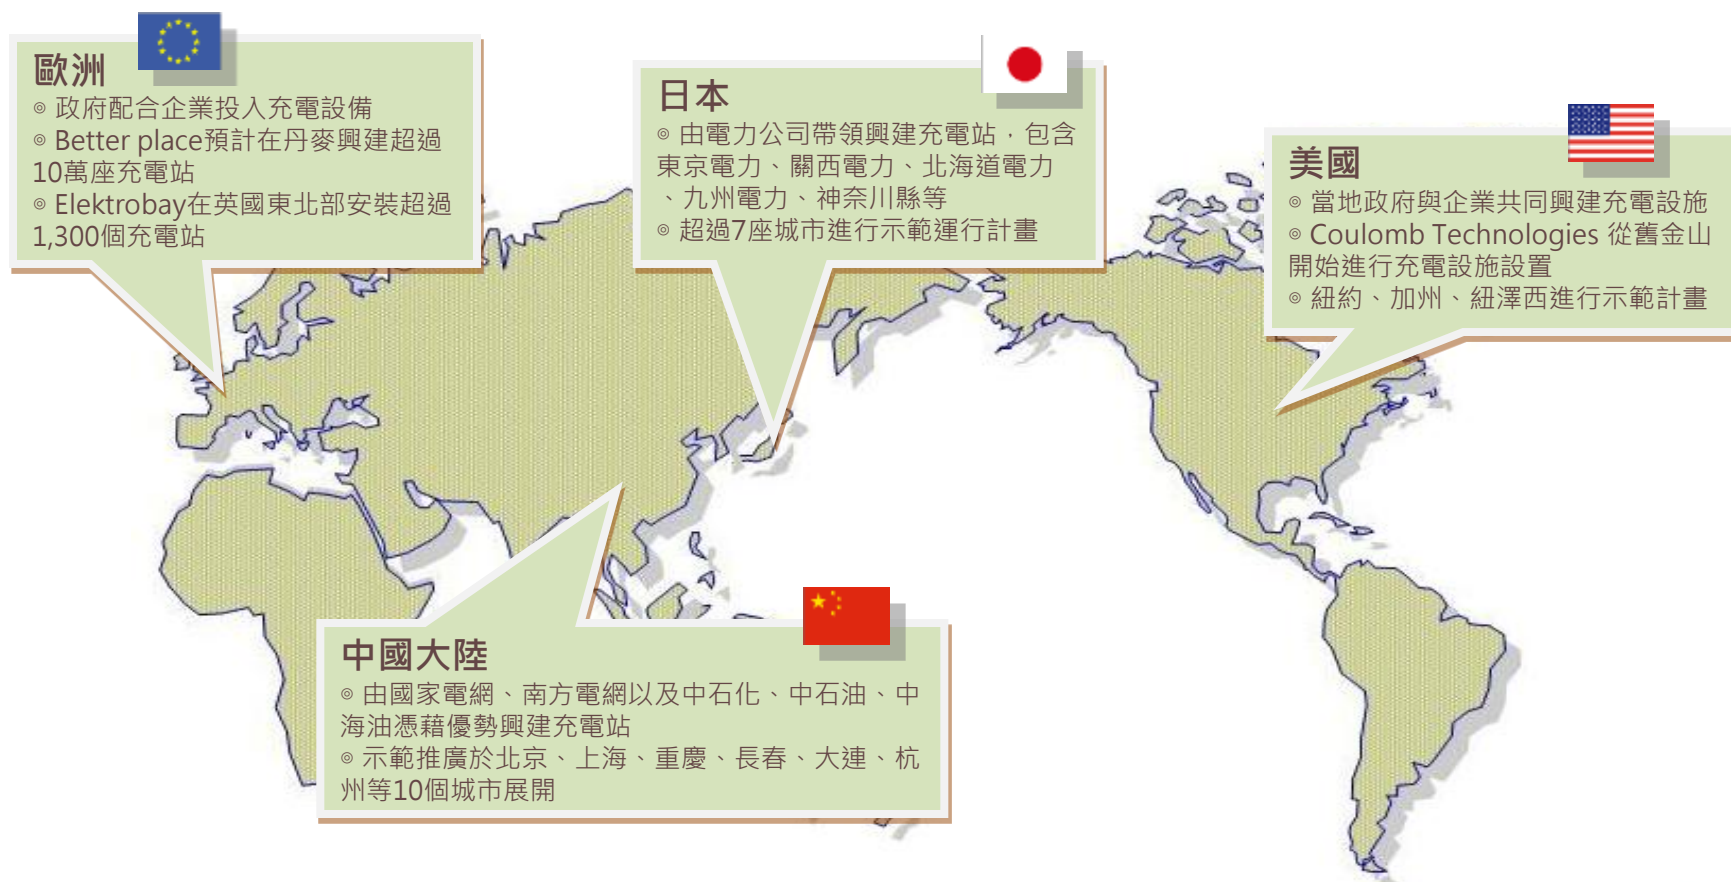 歐洲
◎ 政府配合企業投入充電設備
◎ Better place預計在丹麥興建超過
10萬座充電站
◎ Elektrobay在英國東北部安裝超過
1,300個充電站
日本
◎ 由電力公司帶領興建充電站，包含
東京電力、關西電力、北海道電力
、九州電力、神奈川縣等
◎ 超過7座城市進行示範運行計畫
美國
◎ 當地政府與企業共同興建充電設施
◎ Coulomb Technologies 從舊金山
開始進行充電設施設置
◎ 紐約、加州、紐澤西進行示範計畫
中國大陸
◎ 由國家電網、南方電網以及中石化、中石油、中
海油憑藉優勢興建充電站
◎ 示範推廣於北京、上海、重慶、長春、大連、杭
州等10個城市展開